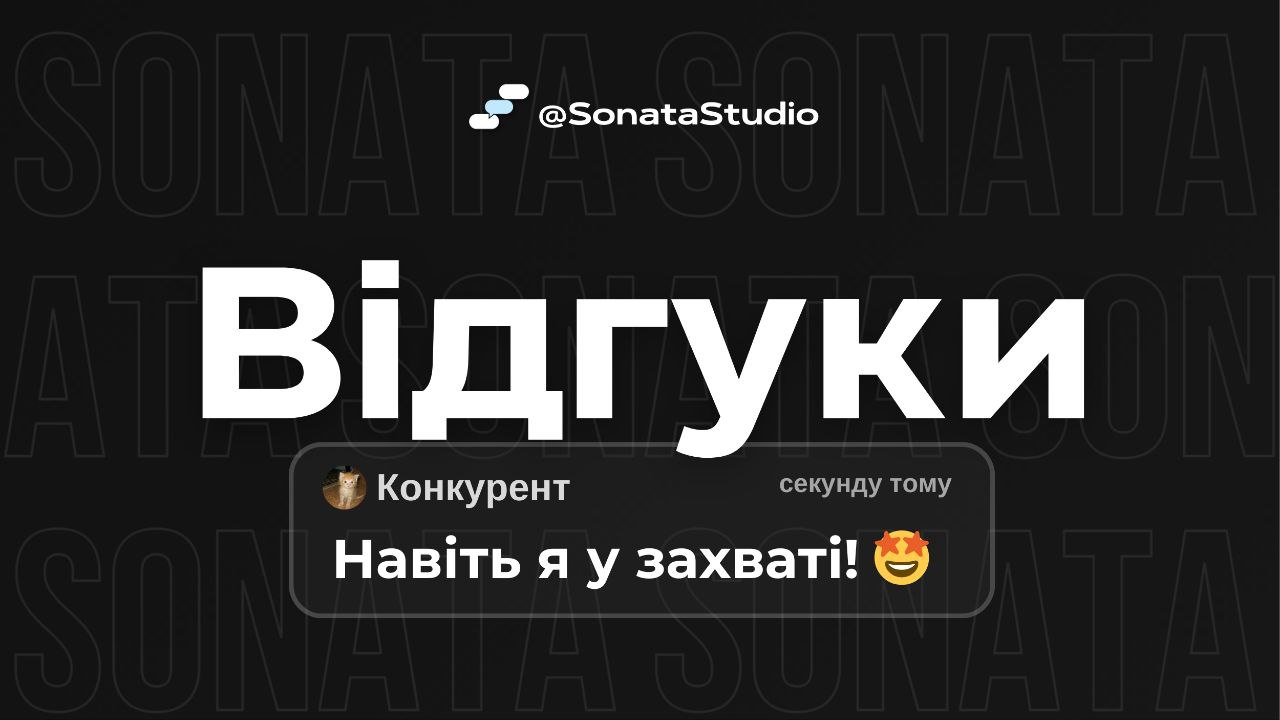 SONATA SONATA
@SonataStudio
Відгуки
ATA SONATA SON
Конкурент
секунду тому
Навіть я у захваті! 🤩
SONATA SONATA